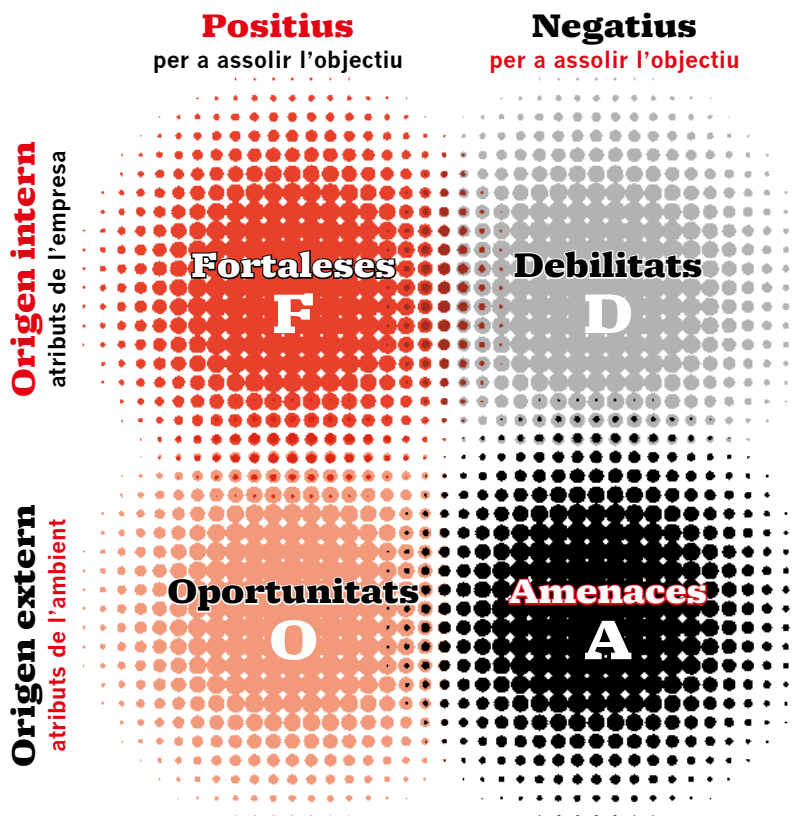 Positius
per a assolir l’objectiu
Negatius
per a assolir l’objectiu
Origen intern
atributs de l’empresa
Fortaleses
F
Debilitats
D
Origen extern
atributs de l’ambient
Oportunitats
O
Amenaces
A